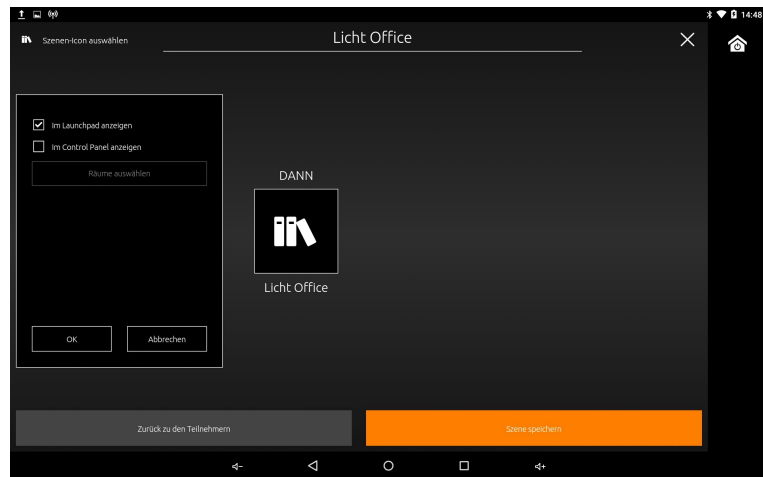 14:48
Szenen-Icon auswählen
Licht Office
Im Launchpad anzeigen
Im Control Panel anzeigen
Räume auswählen
DANN
Licht Office
OK
Abbrechen
Zurück zu den Teilnehmern
Szene speichern